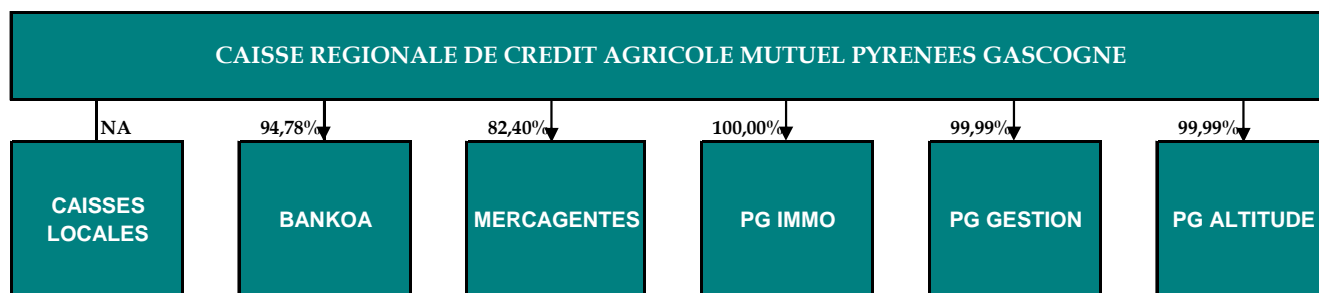 CAISSE REGIONALE DE CREDIT AGRICOLE MUTUEL PYRENEES GASCOGNE
NA 94,78% 82,40% 100,00% 99,99% 99,99%
CAISSES
LOCALES
BANKOA
MERCAGENTES
PG IMMO
PG GESTION
PG ALTITUDE